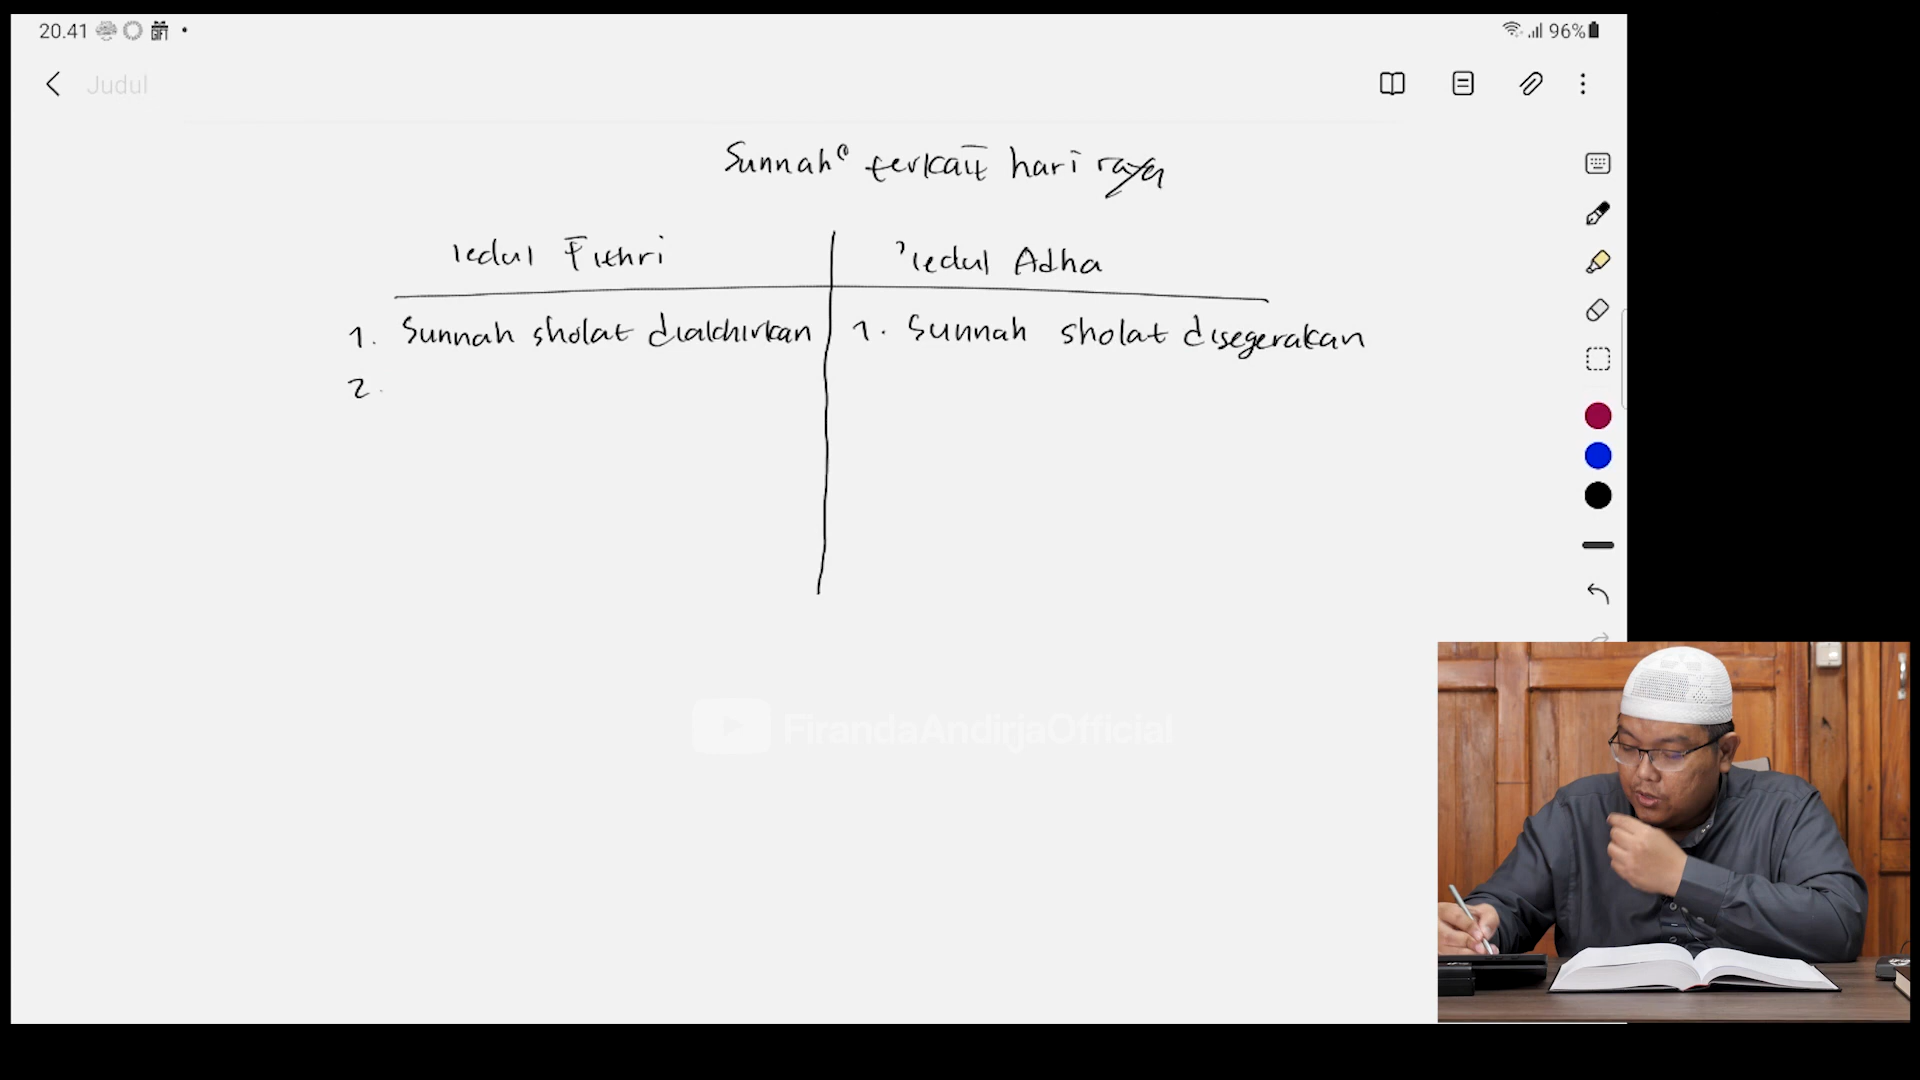 20.41
96%
Judul
Sunnah² terkait hari raya
Iedul Fithri
'Iedul Adha
1. Sunnah sholat diakhirkan
1. Sunnah sholat disegerakan
2.
FirandaAndirjaOfficial